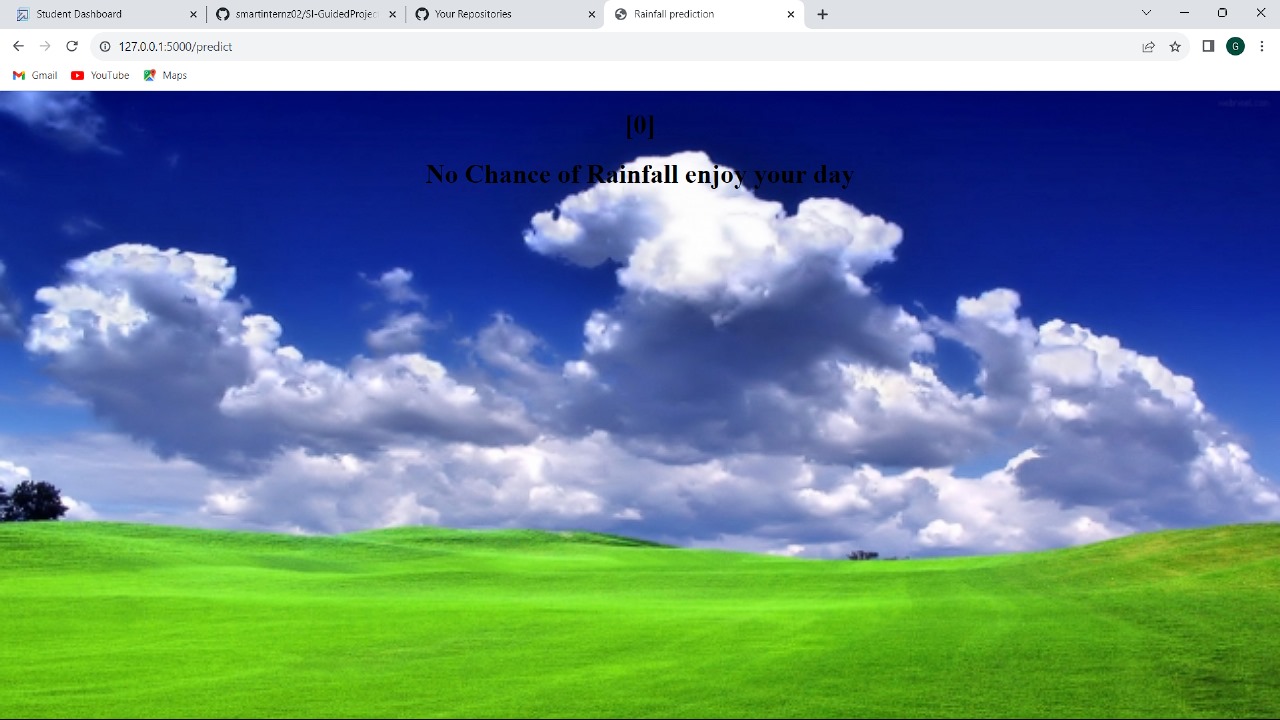 Student Dashboard
smartinternz02/SI-GuidedProjec
Your Repositories
Rainfall prediction
127.0.0.1:5000/predict
G
Gmail
YouTube
Maps
[0]
No Chance of Rainfall enjoy your day